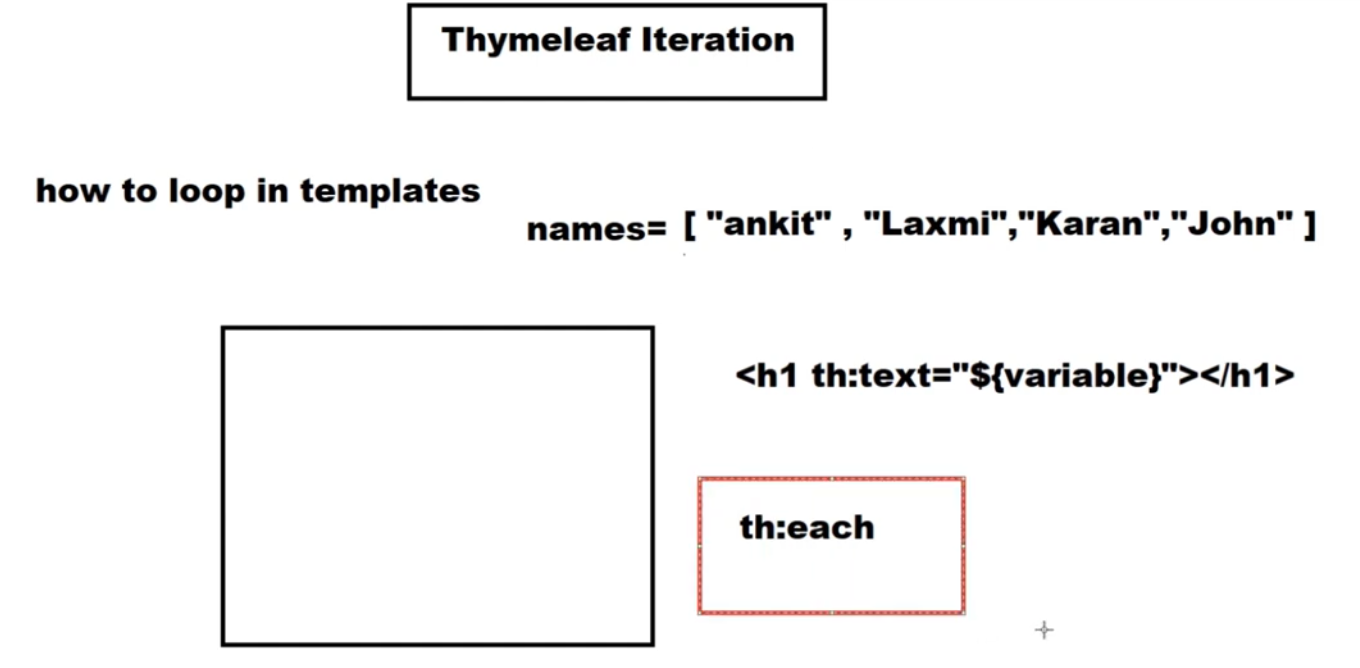 Thymeleaf Iteration
how to loop in templates
names= [ "ankit" , "Laxmi","Karan","John" ]
<h1 th:text="${variable}"></h1>
th:each